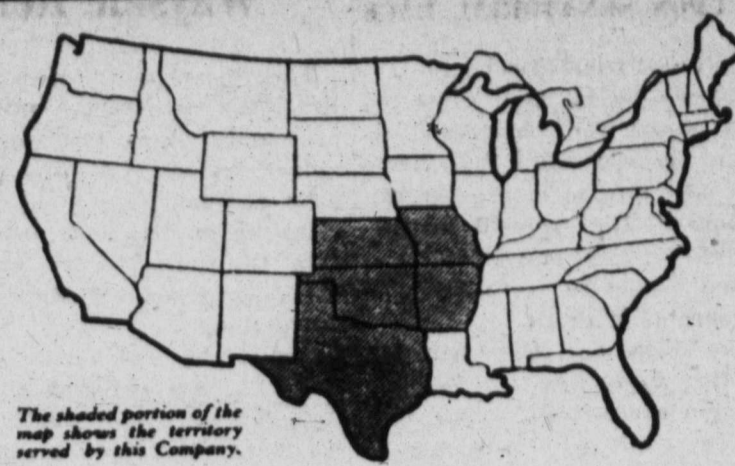 The shaded portion of the
map shows the territory
served by this Company.